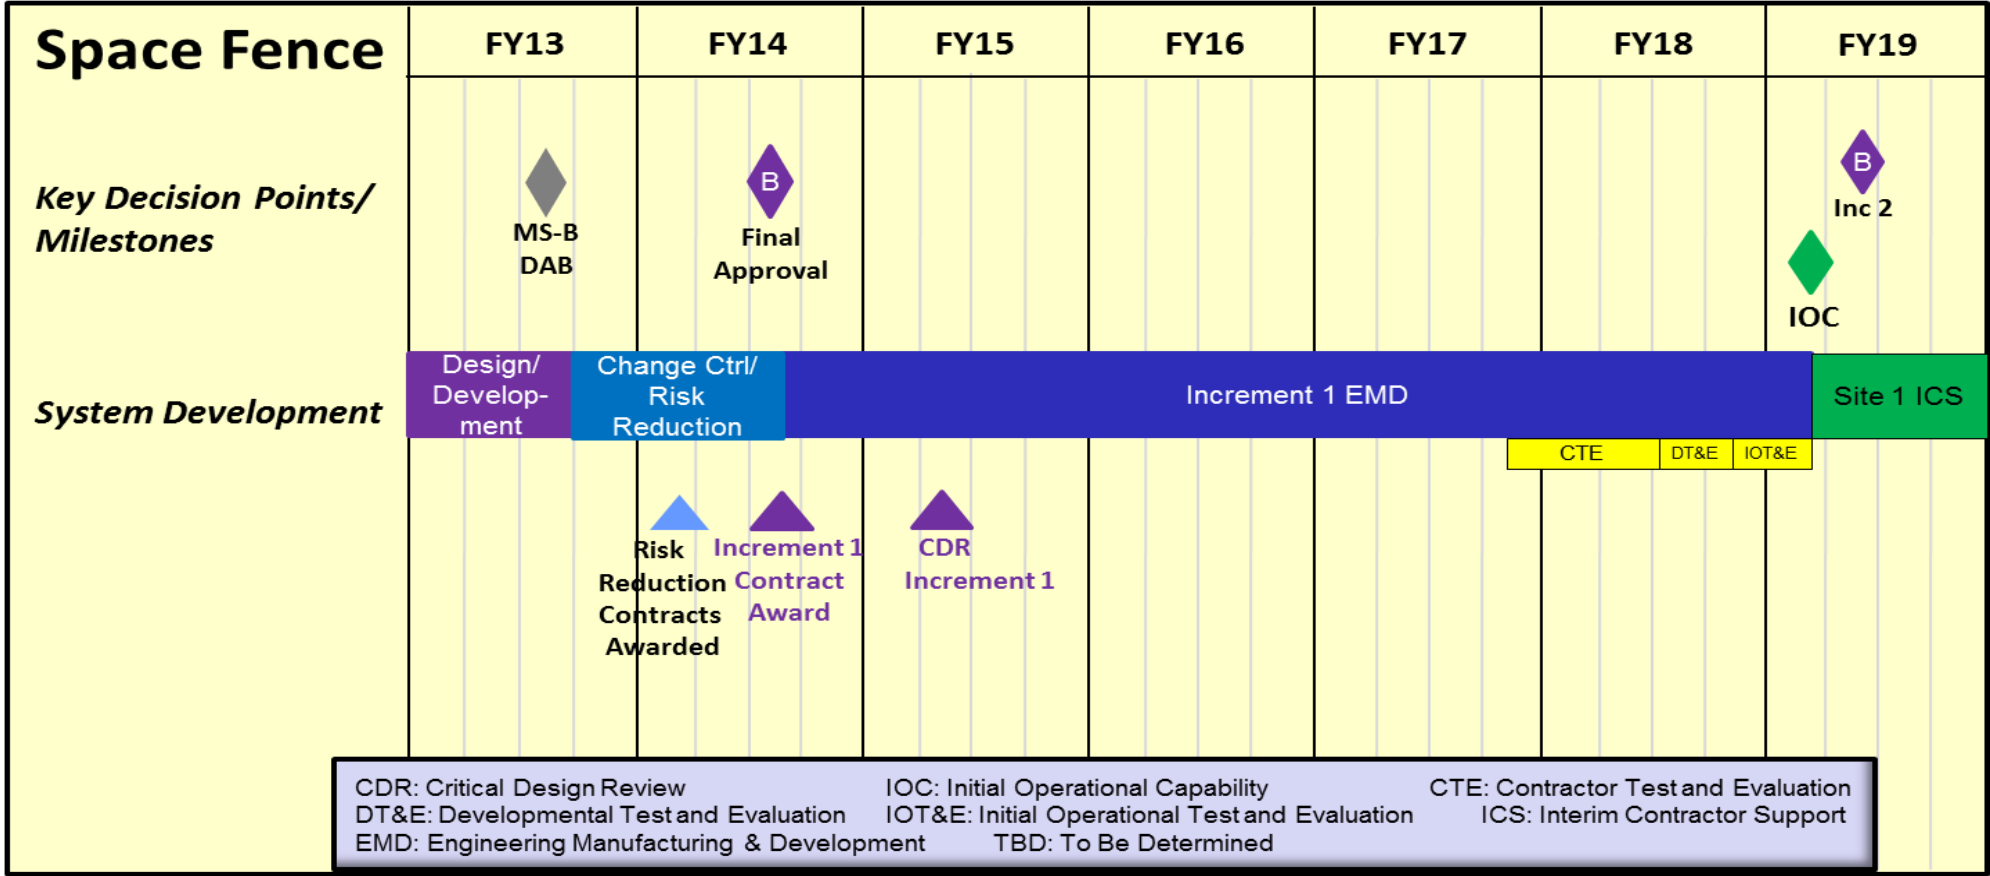 Space Fence
FY13
FY14
FY15
FY16
FY17
FY18
FY19
Key Decision Points/
Milestones
MS-B
DAB
B
Final
Approval
B
Inc 2
IOC
System Development
Design/
Develop-
ment
Change Ctrl/
Risk
Reduction
Increment 1 EMD
Site 1 ICS
CTE
DT&E
IOT&E
Risk
Reduction
Contracts
Awarded
Increment 1
Contract
Award
CDR
Increment 1
CDR: Critical Design Review
IOC: Initial Operational Capability
CTE: Contractor Test and Evaluation
DT&E: Developmental Test and Evaluation
IOT&E: Initial Operational Test and Evaluation
ICS: Interim Contractor Support
EMD: Engineering Manufacturing & Development
TBD: To Be Determined